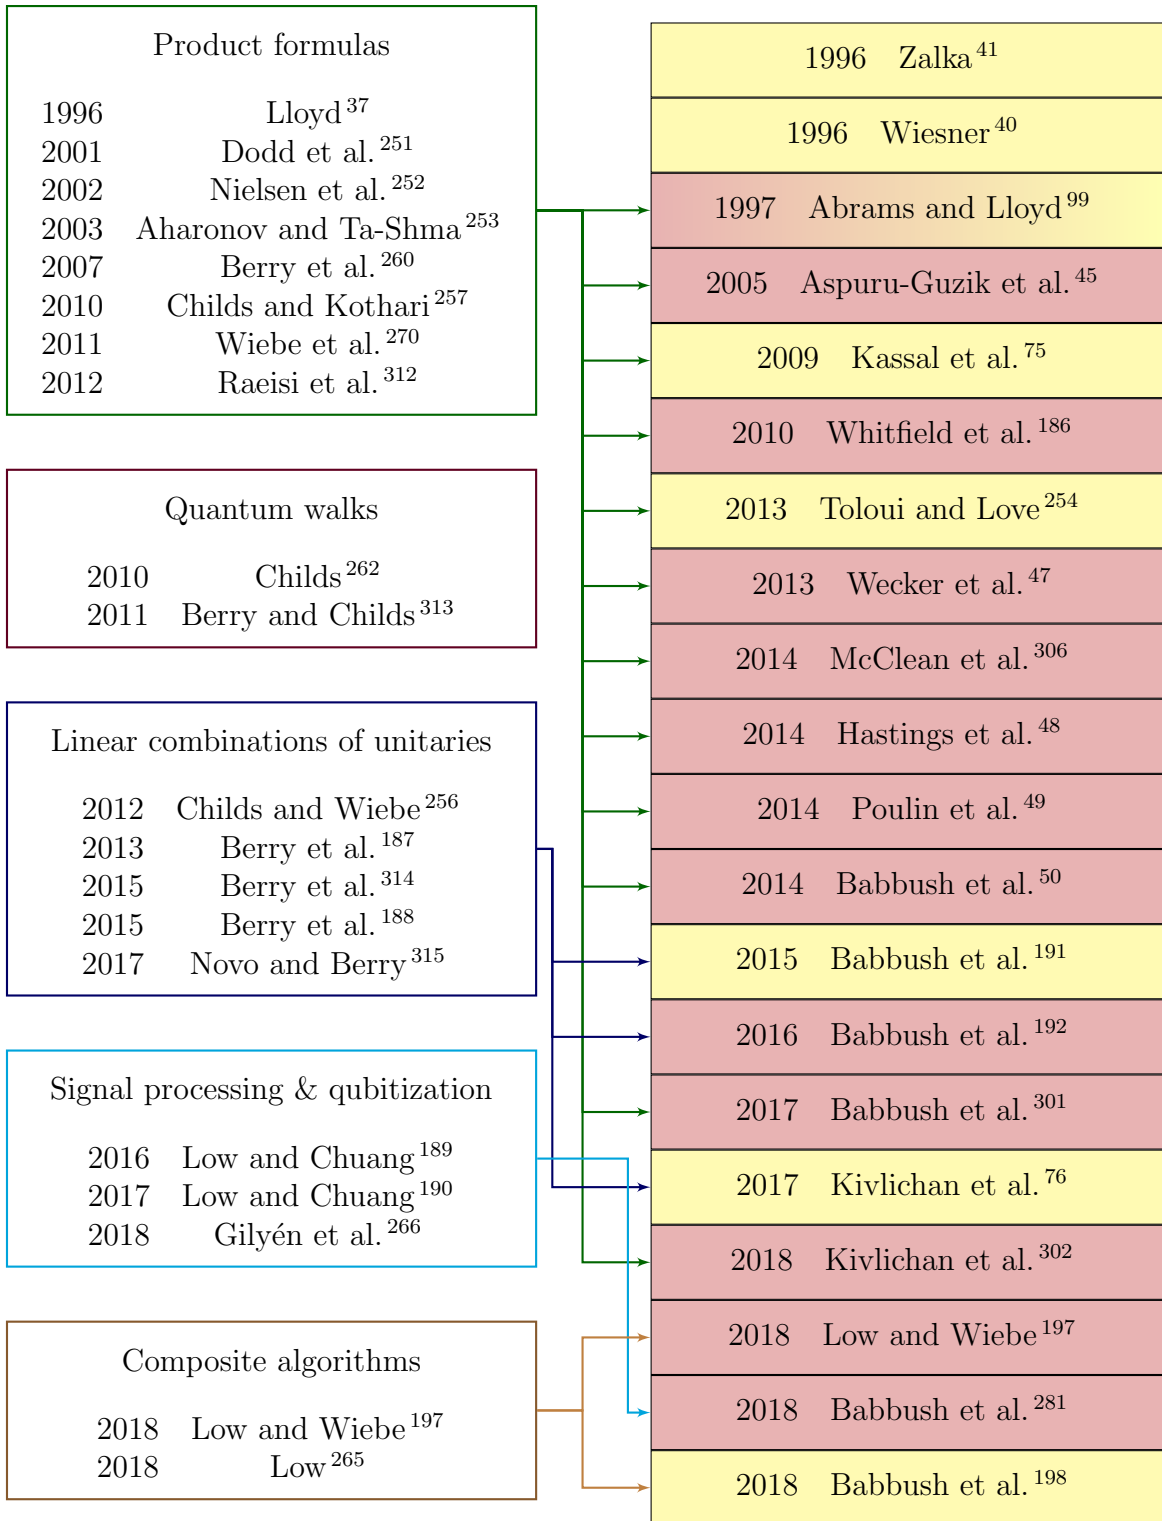 Product formulas
1996 Lloyd 37
2001 Dodd et al. 251
2002 Nielsen et al. 252
2003 Aharonov and Ta-Shma 253
2007 Berry et al. 260
2010 Childs and Kothari 257
2011 Wiebe et al. 270
2012 Raeisi et al. 312
Quantum walks
2010 Childs 262
2011 Berry and Childs 313
Linear combinations of unitaries
2012 Childs and Wiebe 256
2013 Berry et al. 187
2015 Berry et al. 314
2015 Berry et al. 188
2017 Novo and Berry 315
Signal processing & qubitization
2016 Low and Chuang 189
2017 Low and Chuang 190
2018 Gilyén et al. 266
Composite algorithms
2018 Low and Wiebe 197
2018 Low 265
1996 Zalka 41
1996 Wiesner 40
1997 Abrams and Lloyd 99
2005 Aspuru-Guzik et al. 45
2009 Kassal et al. 75
2010 Whitfield et al. 186
2013 Toloui and Love 254
2013 Wecker et al. 47
2014 McClean et al. 306
2014 Hastings et al. 48
2014 Poulin et al. 49
2014 Babbush et al. 50
2015 Babbush et al. 191
2016 Babbush et al. 192
2017 Babbush et al. 301
2017 Kivlichan et al. 76
2018 Kivlichan et al. 302
2018 Low and Wiebe 197
2018 Babbush et al. 281
2018 Babbush et al. 198